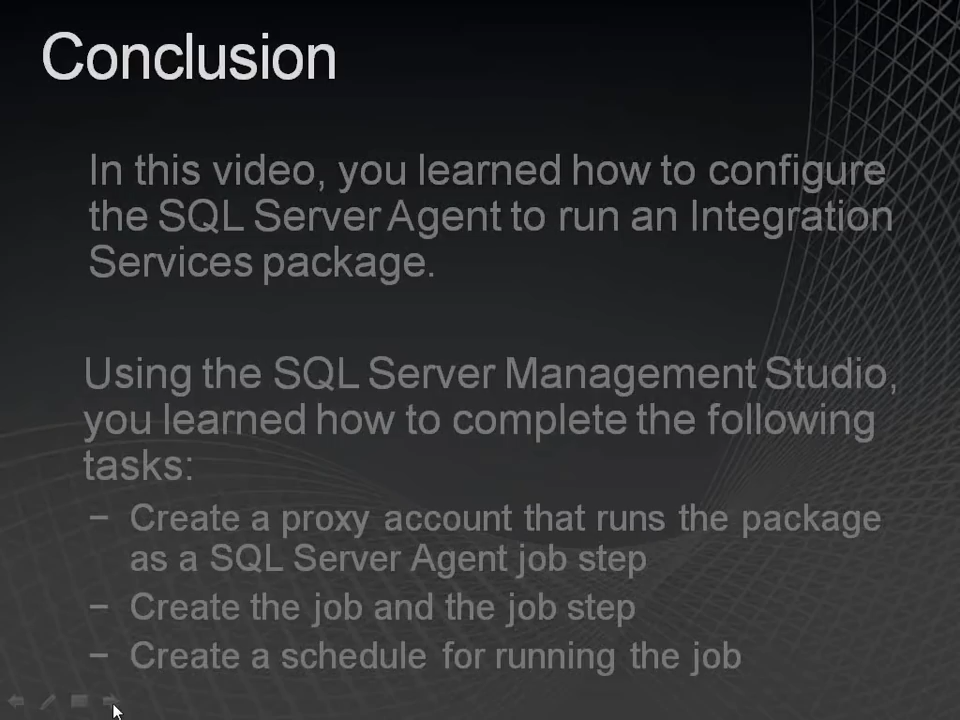 Conclusion
In this video, you learned how to configure
the SQL Server Agent to run an Integration
Services package.
Using the SQL Server Management Studio,
you learned how to complete the following
tasks:
– Create a proxy account that runs the package
as a SQL Server Agent job step
– Create the job and the job step
– Create a schedule for running the job